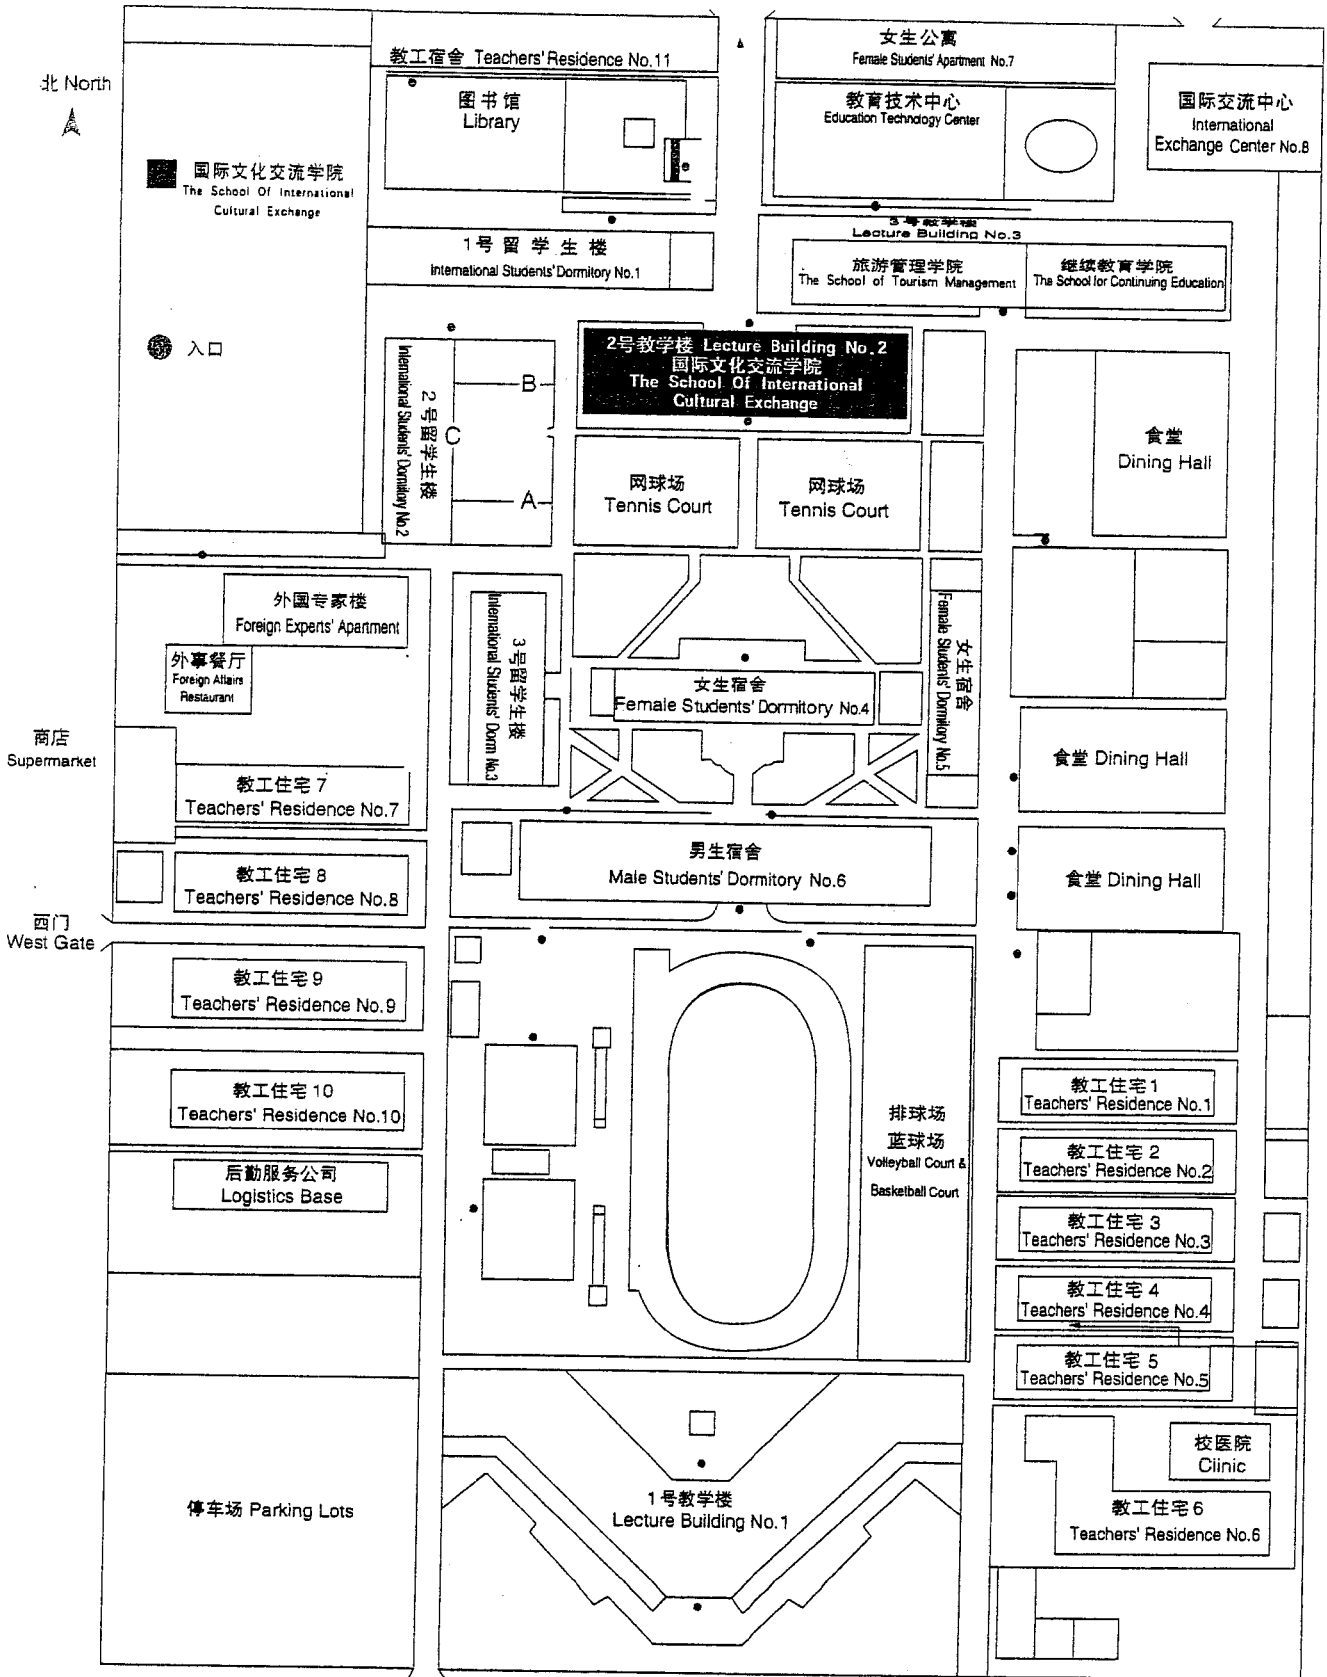 教工宿舍 Teachers' Residence No.11
女生公寓
Female Students' Apartment No.7
北 North
图书馆
Library
教育技术中心
Education Technology Center
国际交流中心
International
Exchange Center No.8
国际文化交流学院
The School Of International
Cultural Exchange
1号留学生楼
International Students'Dormitory No.1
3号教学楼
Lecture Building No.3
旅游管理学院
The School of Tourism Management
继续教育学院
The School for Continuing Education
入口
2号教学楼 Lecture Building No.2
国际文化交流学院
The School Of International
Cultural Exchange
2号留学生楼
International Students'Dormitory No.2
B
C
A
网球场
Tennis Court
网球场
Tennis Court
食堂
Dining Hall
外国专家楼
Foreign Experts' Apartment
外事餐厅
Foreign Affairs
Restaurant
3号留学生楼
International Students' Dorm No.3
女生宿舍
Female Students'Dormitory No.4
女生宿舍
Female Students'Dormitory No.5
商店
Supermarket
食堂 Dining Hall
教工住宅 7
Teachers' Residence No.7
男生宿舍
Male Students'Dormitory No.6
教工住宅 8
Teachers' Residence No.8
食堂 Dining Hall
西门
West Gate
教工住宅 9
Teachers' Residence No.9
教工住宅 10
Teachers' Residence No.10
后勤服务公司
Logistics Base
排球场
蓝球场
Volleyball Court &
Basketball Court
教工住宅 1
Teachers' Residence No.1
教工住宅 2
Teachers' Residence No.2
教工住宅 3
Teachers' Residence No.3
教工住宅 4
Teachers' Residence No.4
教工住宅 5
Teachers' Residence No.5
校医院
Clinic
停车场 Parking Lots
1号教学楼
Lecture Building No.1
教工住宅 6
Teachers' Residence No.6